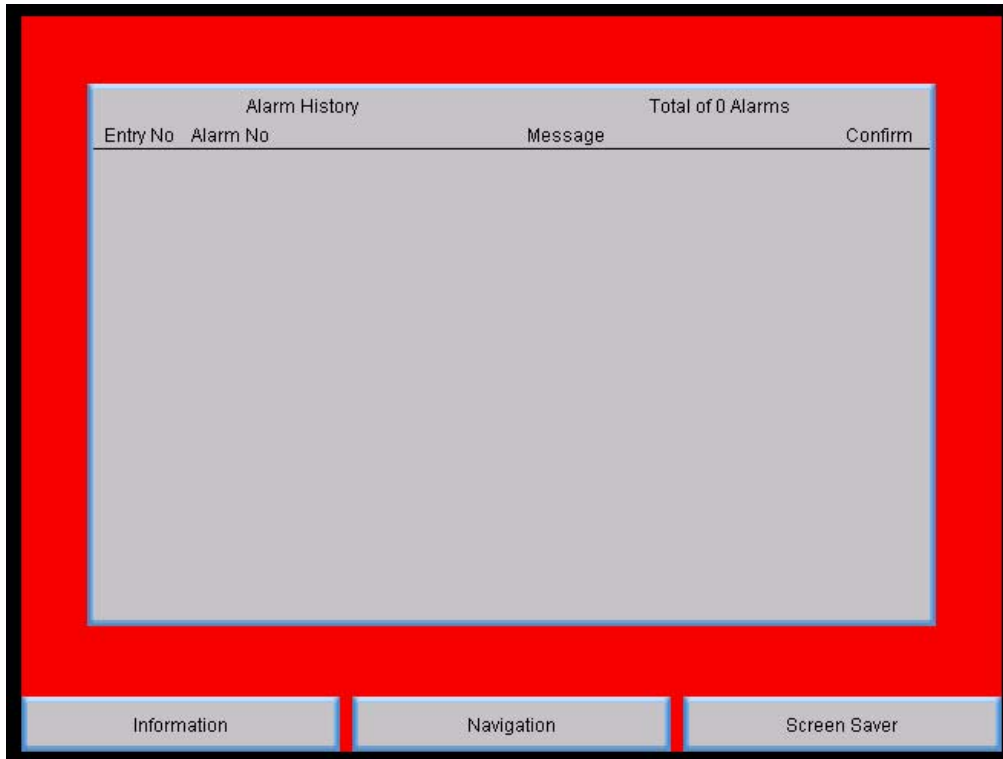 Alarm History Total of 0 Alarms
Entry No Alarm No Message Confirm
Information Navigation Screen Saver